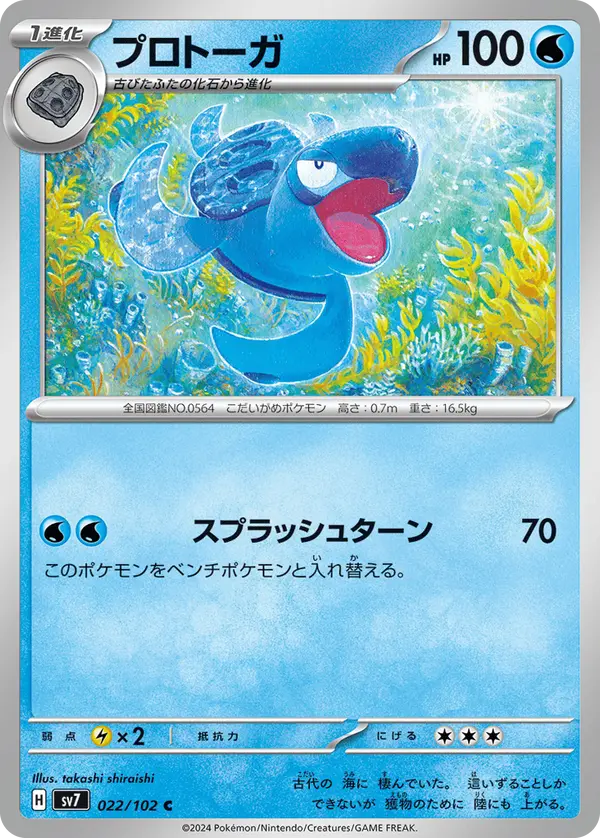 1進化 プロトーガ HP 100
古びたふたの化石から進化
全国図鑑NO.0564 こだいがめポケモン 高さ:0.7m 重さ:16.5kg
スプラッシュターン 70
このポケモンをベンチポケモンと入れ替える。
弱点 ×2 抵抗力 にげる
Illus. takashi shiraishi
古代の海に棲んでいた。這いずることしか
できないが獲物のために陸にも上がる。
H sv7 022/102 C
©2024 Pokémon/Nintendo/Creatures/GAME FREAK.